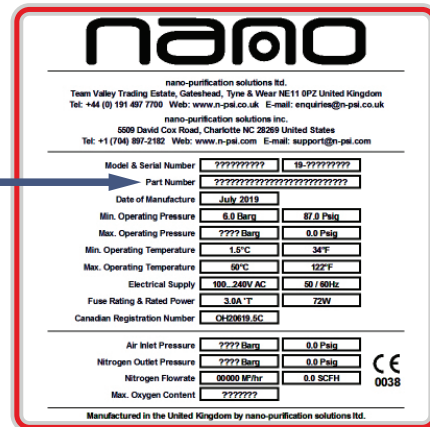 nano
nano-purification solutions ltd.
Team Valley Trading Estate, Gateshead, Tyne & Wear NE11 0PZ United Kingdom
Tel: +44 (0) 191 497 7700 Web: www.n-psi.co.uk E-mail: enquiries@n-psi.co.uk
nano-purification solutions inc.
5509 David Cox Road, Charlotte NC 28269 United States
Tel: +1 (704) 897-2182 Web: www.n-psi.com E-mail: support@n-psi.com
Model & Serial Number ?????????? 19-?????????
Part Number ???????????????????????????
Date of Manufacture July 2019
Min. Operating Pressure 6.0 Barg 87.0 Psig
Max. Operating Pressure ???? Barg 0.0 Psig
Min. Operating Temperature 1.5°C 34°F
Max. Operating Temperature 50°C 122°F
Electrical Supply 100...240V AC 50 / 60Hz
Fuse Rating & Rated Power 3.0A 'T' 72W
Canadian Registration Number OH20619.5C
Air Inlet Pressure ???? Barg 0.0 Psig
Nitrogen Outlet Pressure ???? Barg 0.0 Psig
Nitrogen Flowrate 00000 M³/hr 0.0 SCFH
Max. Oxygen Content ???????
CE
0038
Manufactured in the United Kingdom by nano-purification solutions ltd.